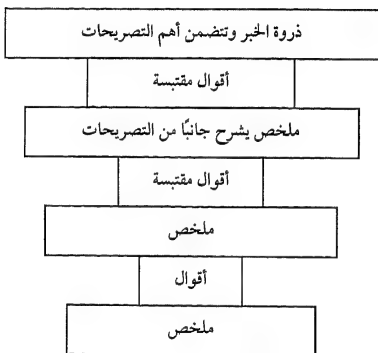 ذروة الخبر وتتضمن أهم التصريحات
أقوال مقتبسة
ملخص يشرح جانبًا من التصريحات
أقوال مقتبسة
ملخص
أقوال
ملخص